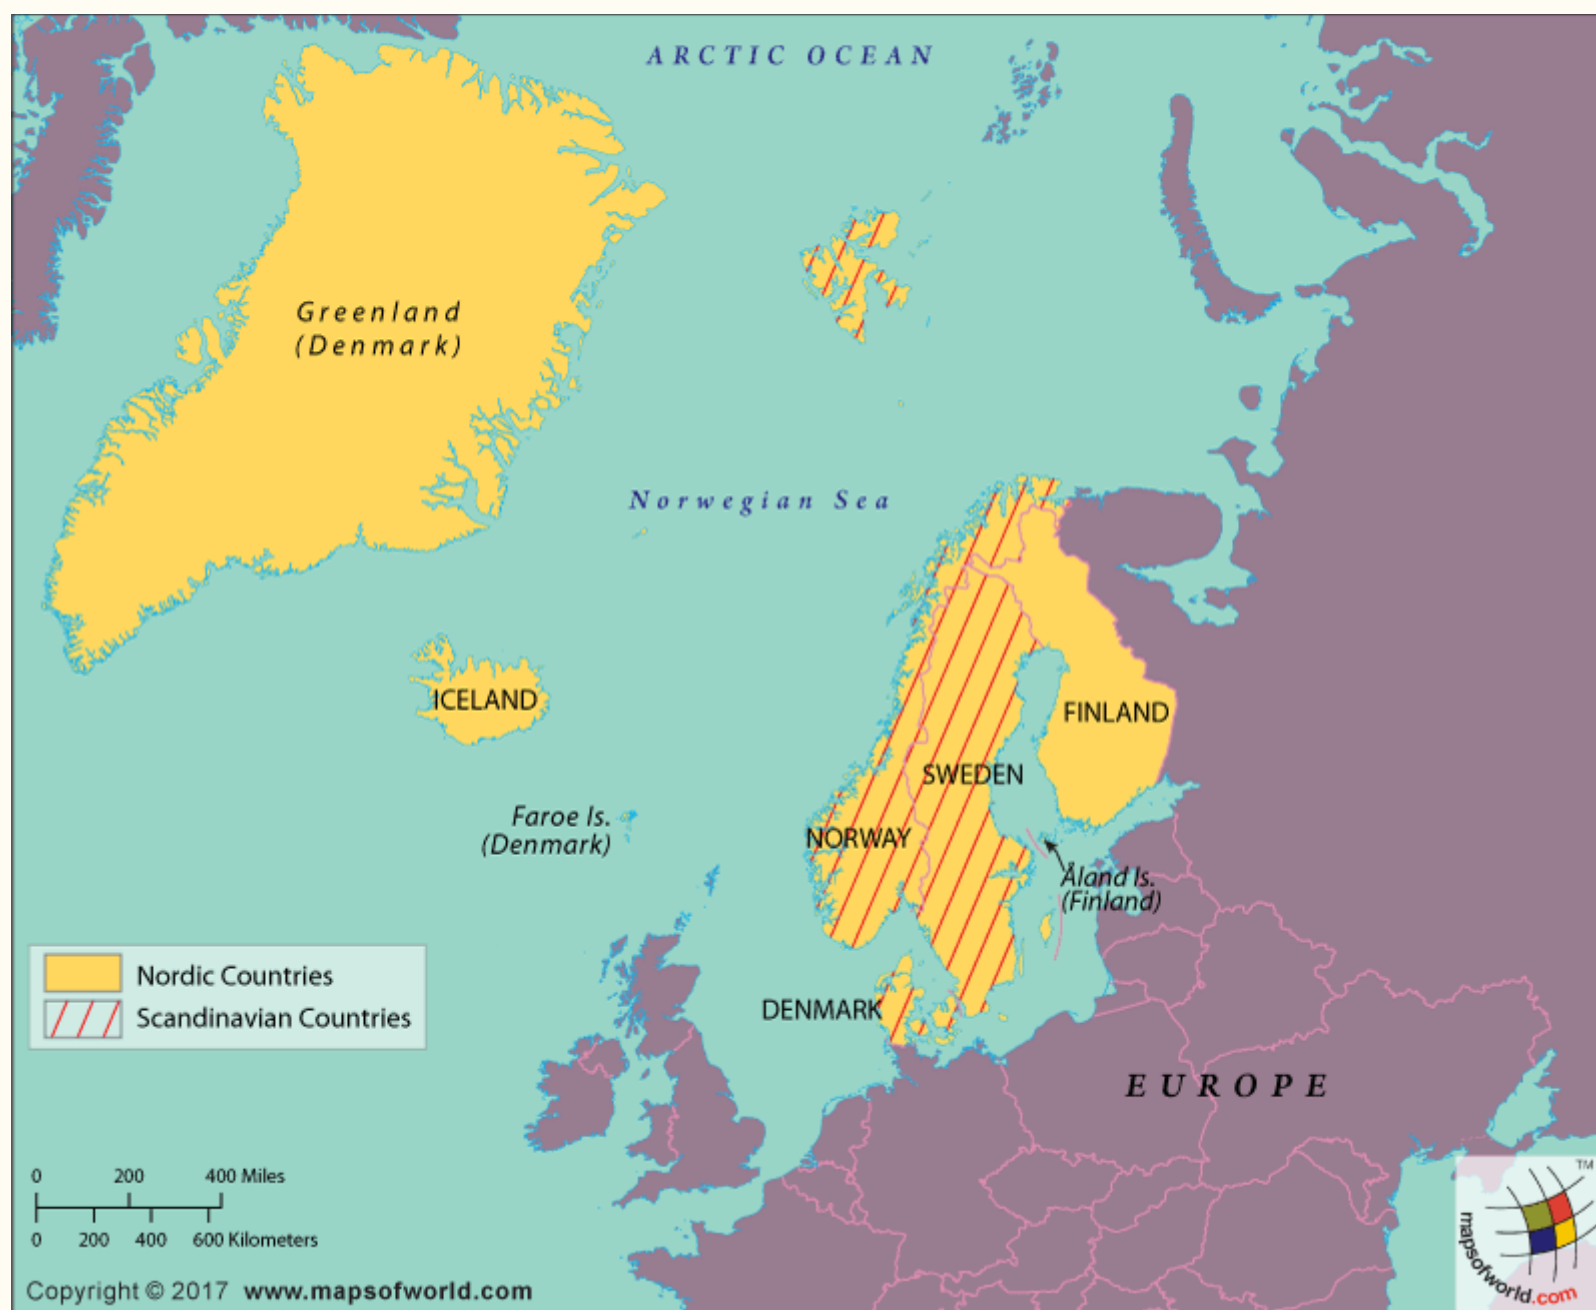 ARCTIC OCEAN
Greenland
(Denmark)
Norwegian Sea
ICELAND
FINLAND
SWEDEN
Faroe Is.
(Denmark)
NORWAY
Åland Is.
(Finland)
Nordic Countries
Scandinavian Countries
DENMARK
EUROPE
0 200 400 Miles
0 200 400 600 Kilometers
TM
mapsofworld.com
Copyright © 2017 www.mapsofworld.com